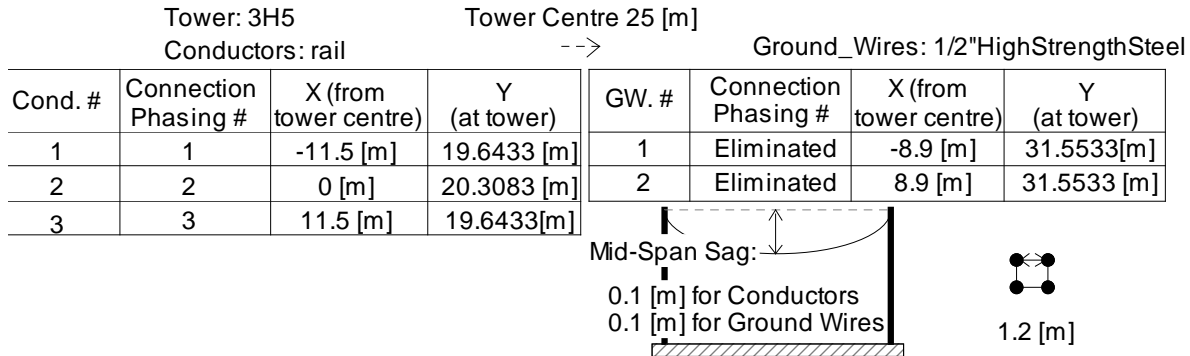 Tower: 3H5
Tower Centre 25 [m]
Conductors: rail
Ground_Wires: 1/2"HighStrengthSteel
Cond. # Connection Phasing # X (from tower centre) Y (at tower)
1 1 -11.5 [m] 19.6433 [m]
2 2 0 [m] 20.3083 [m]
3 3 11.5 [m] 19.6433[m]
GW. # Connection Phasing # X (from tower centre) Y (at tower)
1 Eliminated -8.9 [m] 31.5533[m]
2 Eliminated 8.9 [m] 31.5533 [m]
Mid-Span Sag:
0.1 [m] for Conductors
0.1 [m] for Ground Wires
1.2 [m]